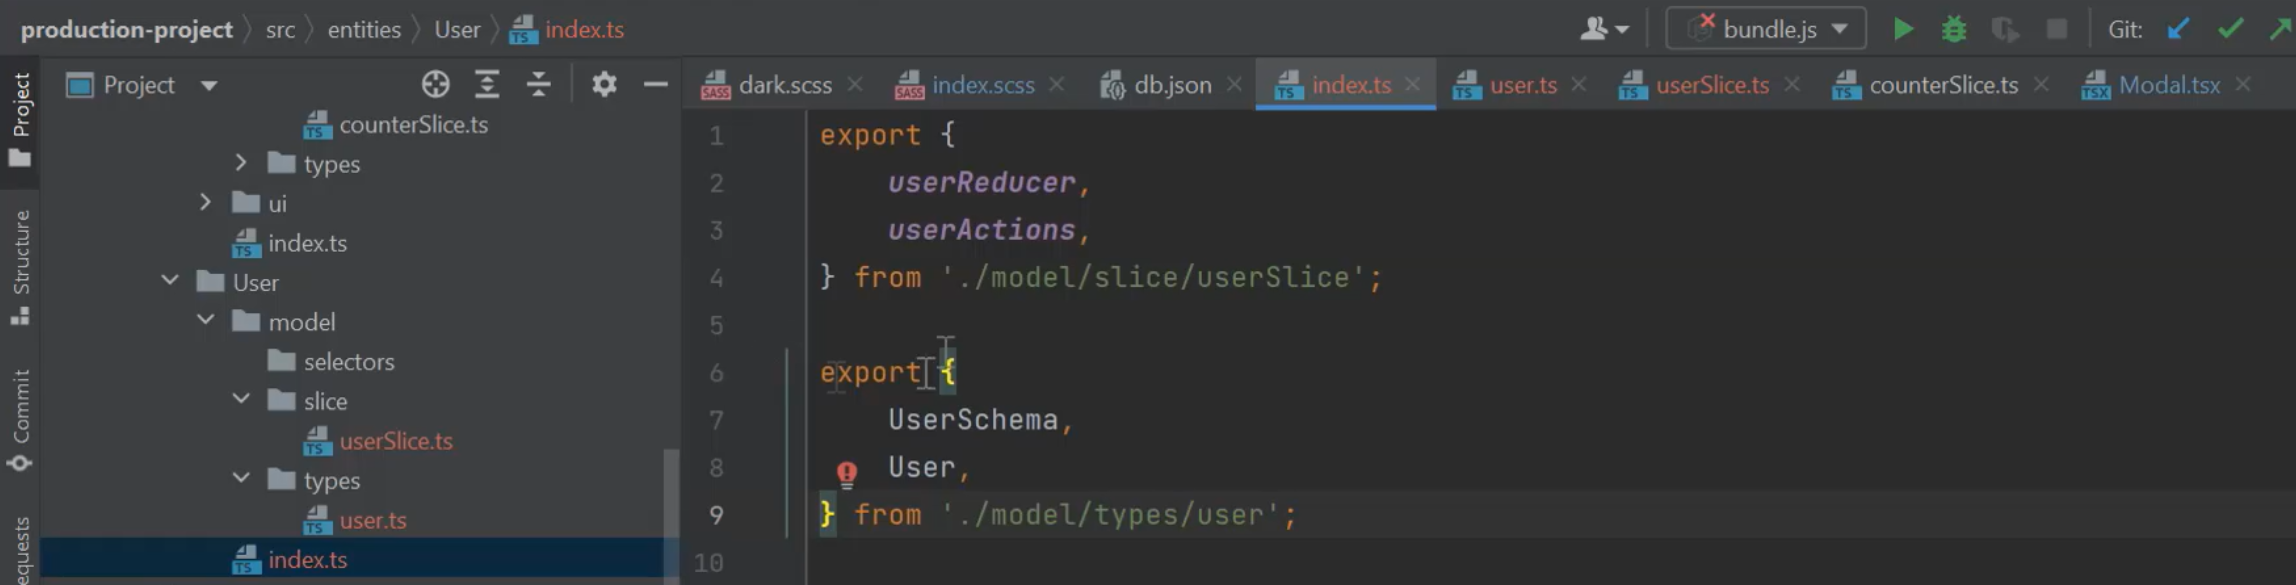 production-project src entities User index.ts bundle.js Git:
Project
Project
dark.scss index.scss db.json index.ts user.ts userSlice.ts counterSlice.ts Modal.tsx
counterSlice.ts
types
ui
index.ts
User
model
selectors
slice
userSlice.ts
types
user.ts
index.ts
Structure
Commit
equests
1 export {
2 userReducer,
3 userActions,
4 } from './model/slice/userSlice';
5
6 export {
7 UserSchema,
8 User,
9 } from './model/types/user';
10